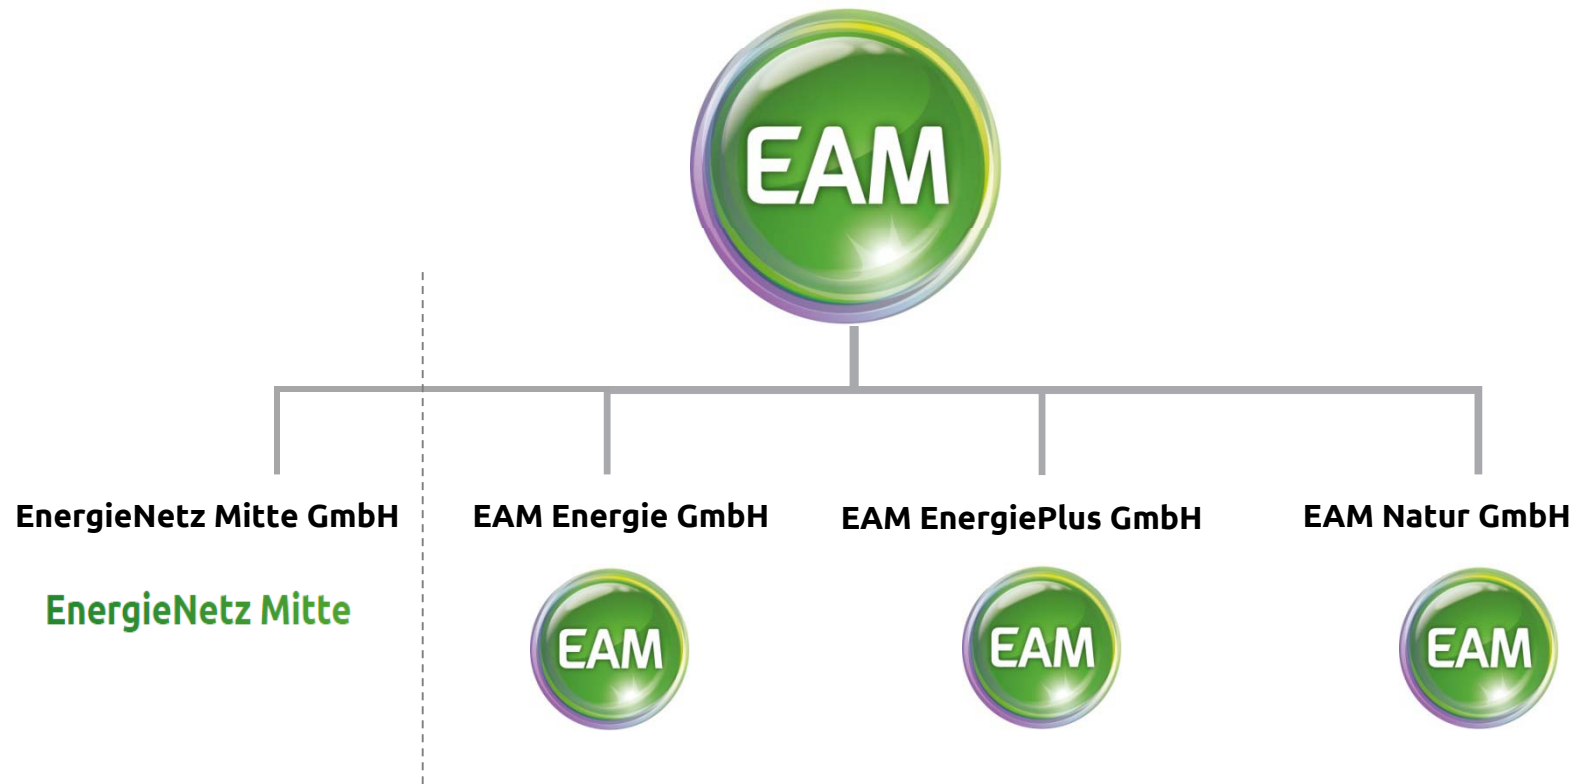 EAM
EnergieNetz Mitte GmbH
EAM Energie GmbH
EAM EnergiePlus GmbH
EAM Natur GmbH
EnergieNetz Mitte
EAM
EAM
EAM